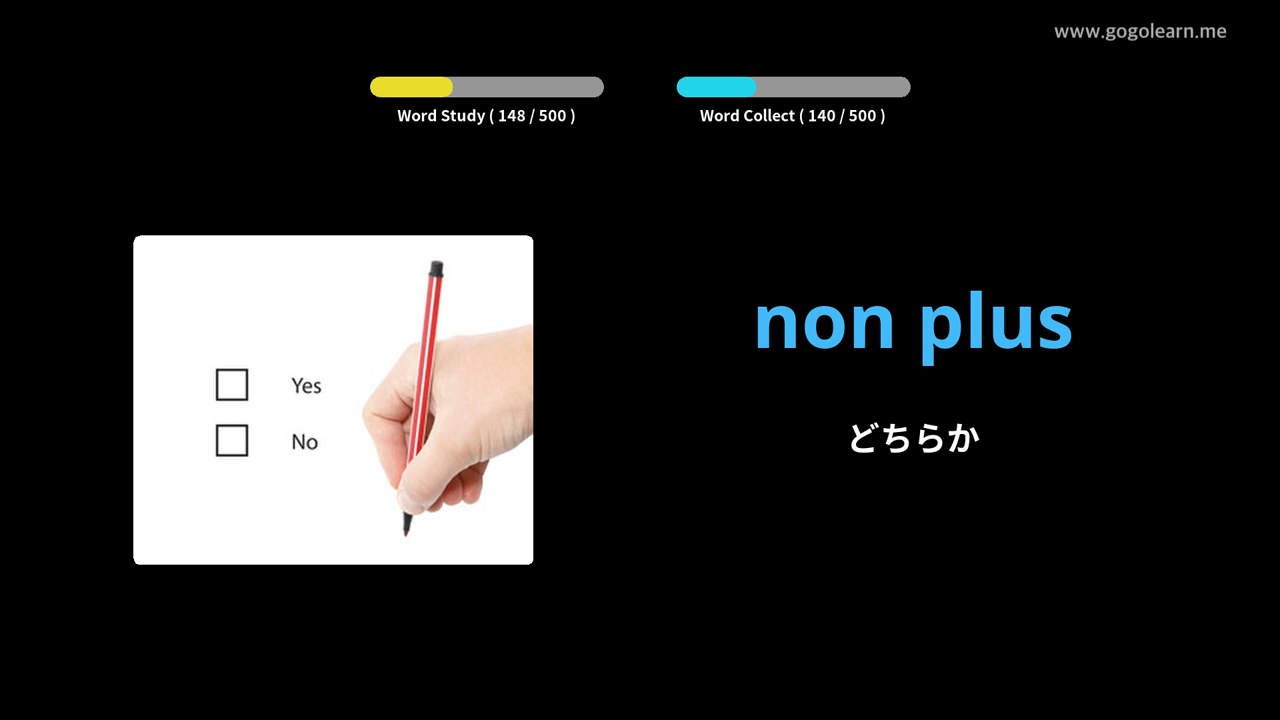 www.gogolearn.me
Word Study ( 148 / 500 )
Word Collect ( 140 / 500 )
Yes
No
non plus
どちらか